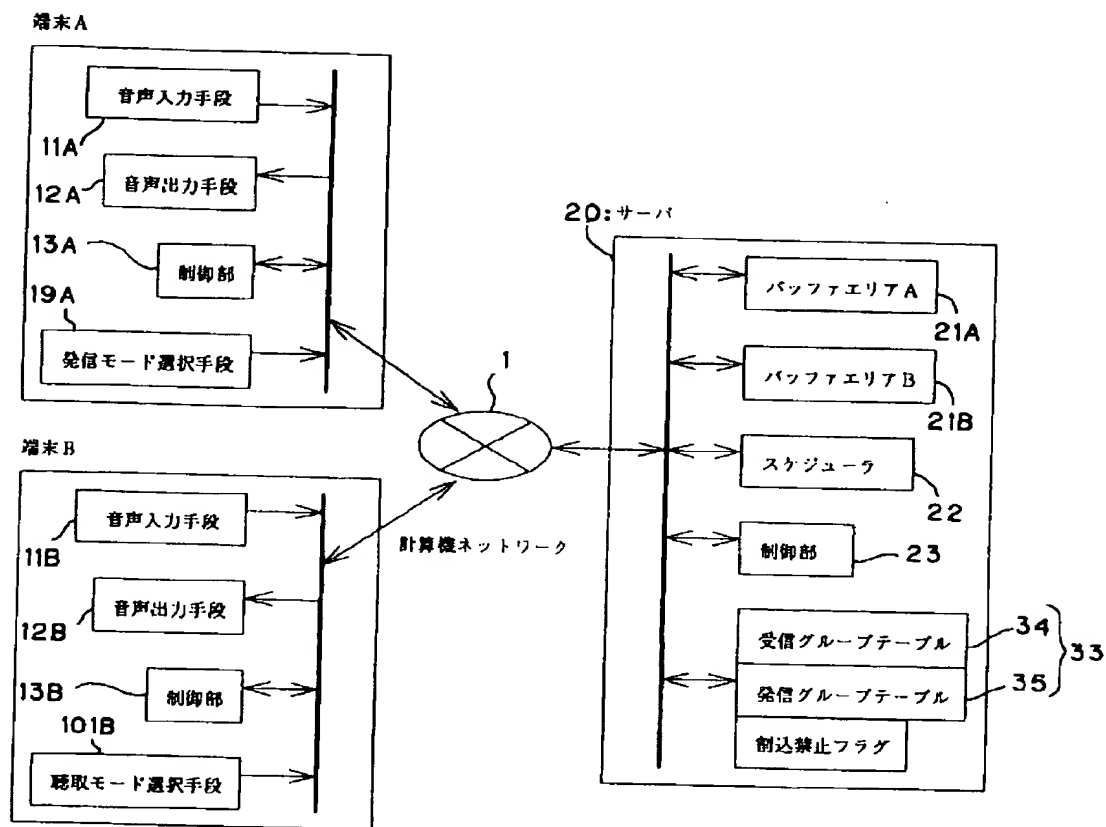 端末A
音声入力手段
11A
音声出力手段
12A
13A
制御部
19A
発信モード選択手段
端末B
音声入力手段
11B
音声出力手段
12B
13B
制御部
101B
聴取モード選択手段
1
計算機ネットワーク
20:サーバ
バッファエリアA
21A
バッファエリアB
21B
スケジューラ
22
制御部
23
受信グループテーブル
34
33
発信グループテーブル
35
割込禁止フラグ